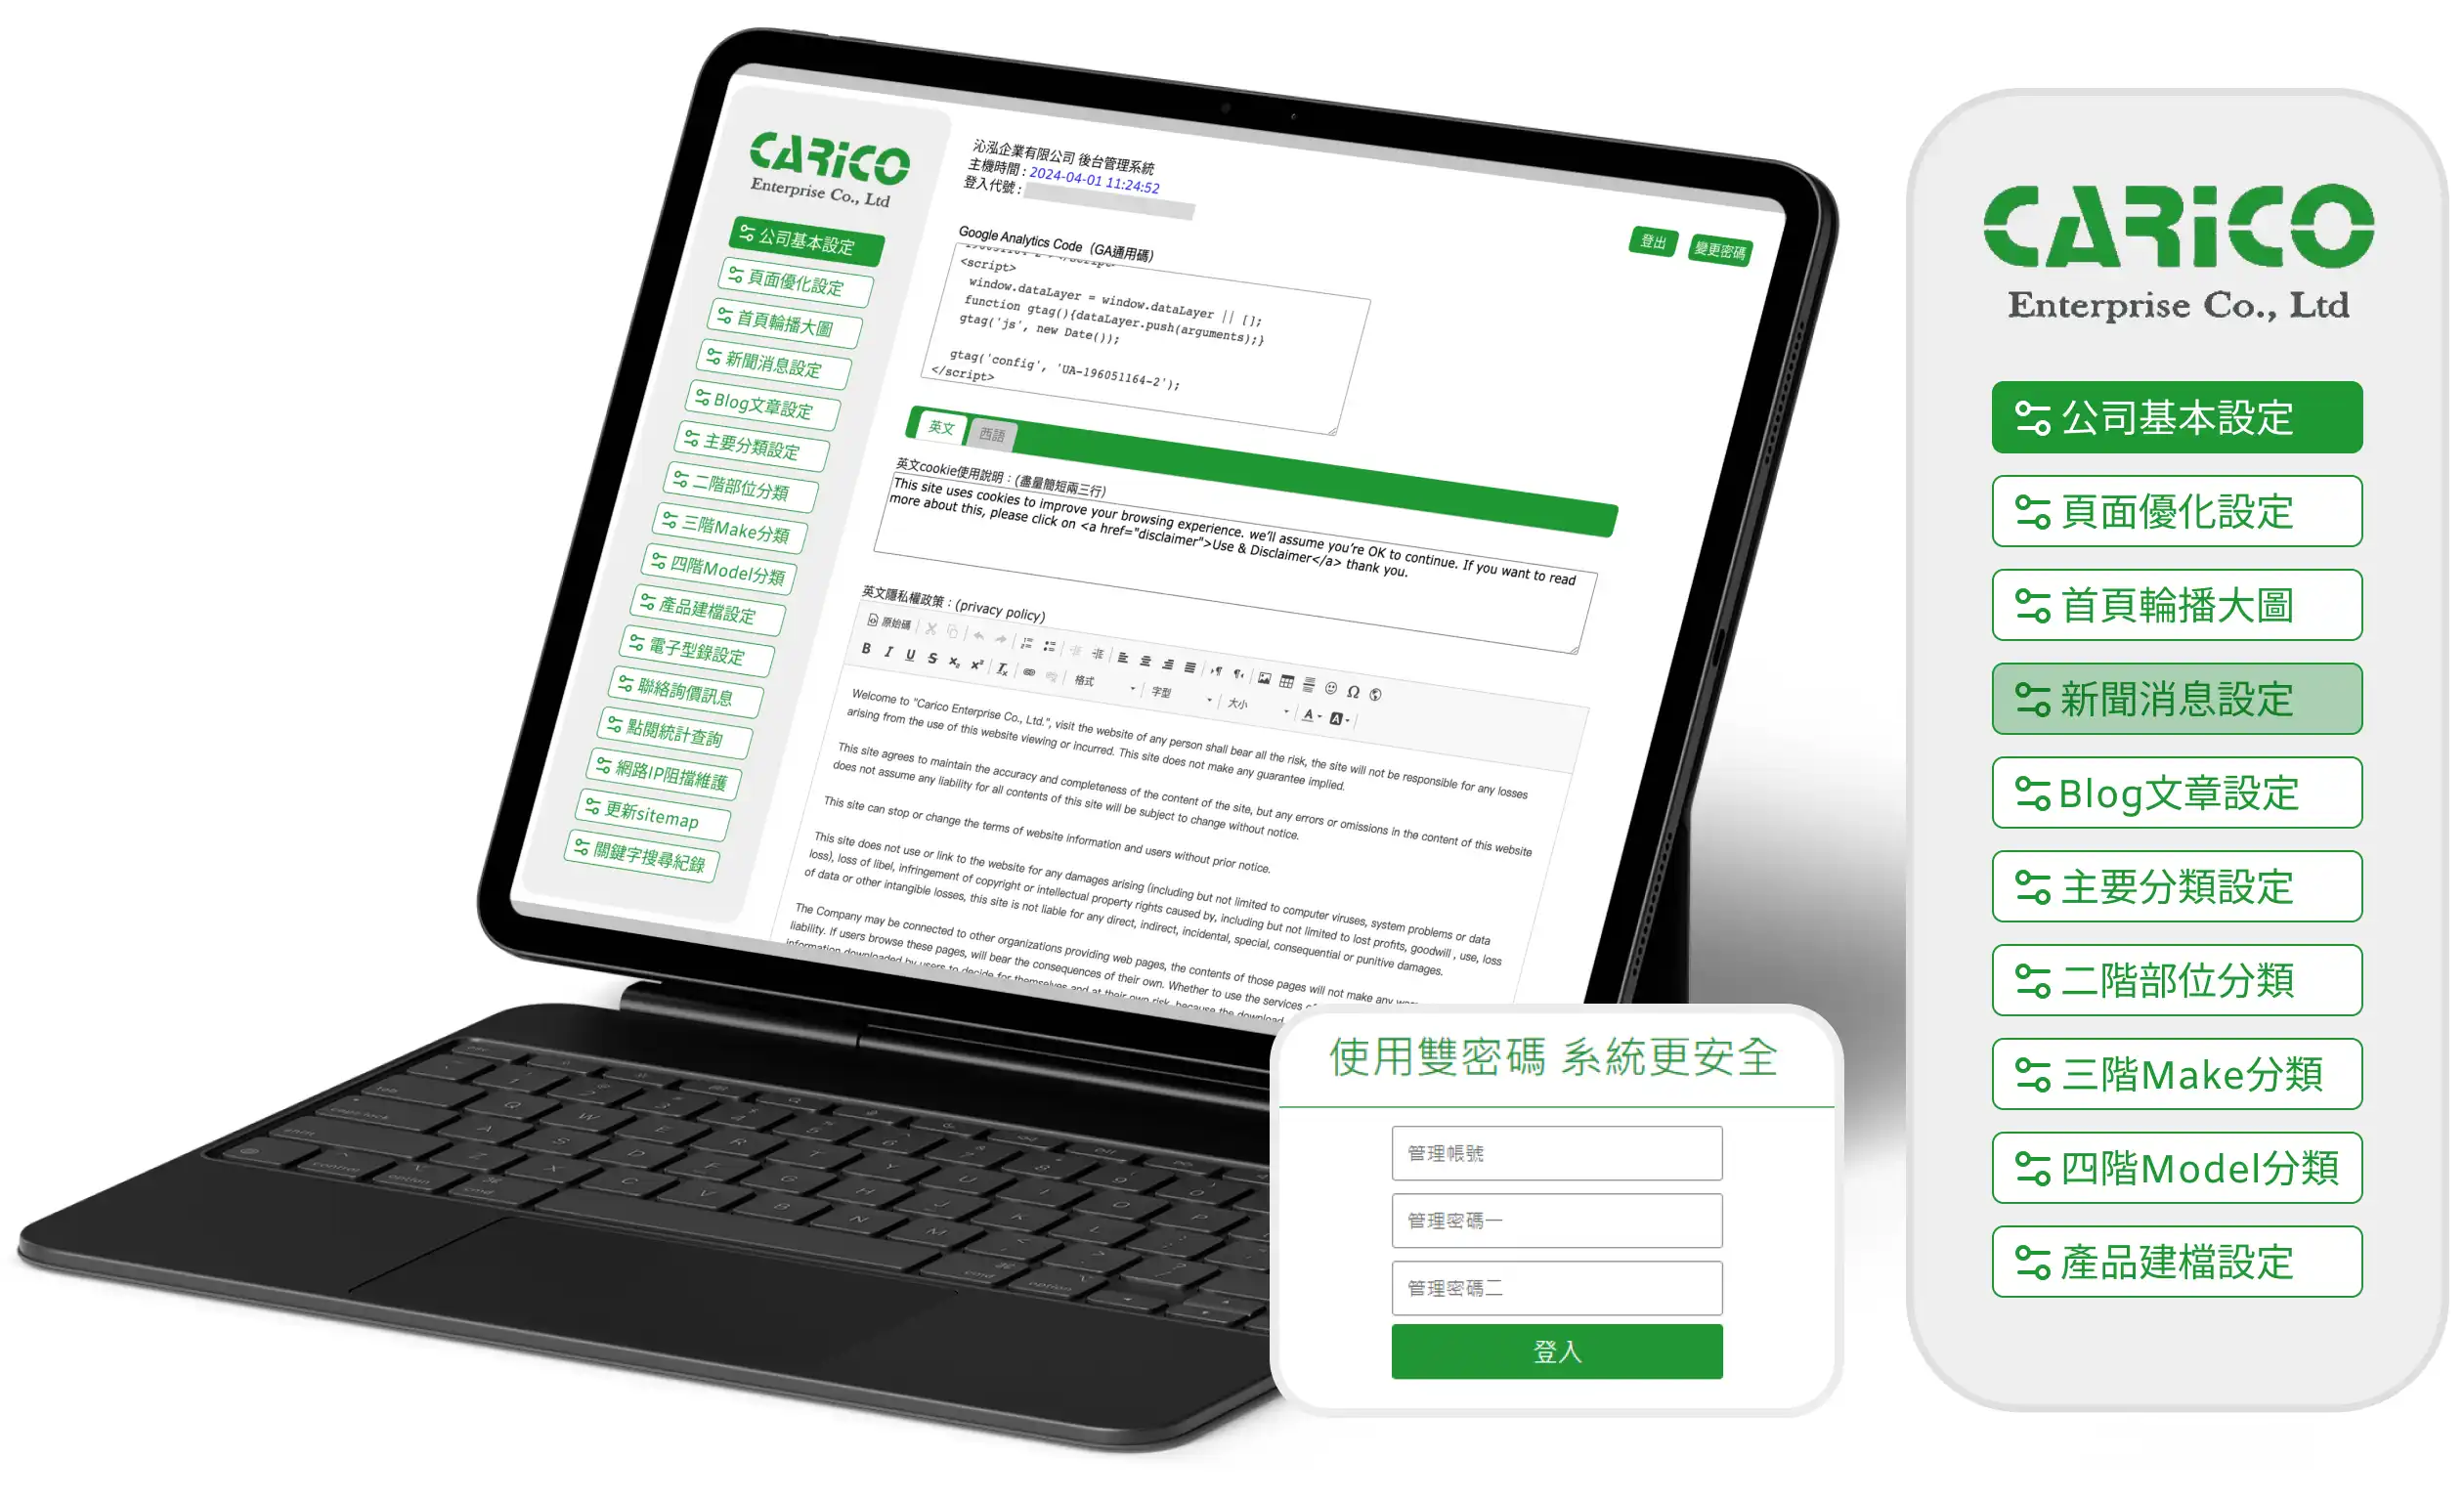 CARiCO
Enterprise Co., Ltd
公司基本設定
頁面優化設定
首頁輪播大圖
新聞消息設定
Blog文章設定
主要分類設定
二階部位分類
三階Make分類
四階Model分類
產品建檔設定
電子型錄設定
聯絡詢價訊息
點閱統計查詢
網路IP阻擋維護
更新sitemap
關鍵字搜尋紀錄
沁泓企業有限公司 後台管理系統
主機時間 : 2024-04-01 11:24:52
登入代號 :
登出
變更密碼
Google Analytics Code（GA通用碼）
<script>
window.dataLayer = window.dataLayer || [];
function gtag(){dataLayer.push(arguments);}
gtag('js', new Date());
gtag('config', 'UA-196051164-2');
</script>
英文
西語
英文cookie使用說明：(盡量簡短兩三行)
This site uses cookies to improve your browsing experience. we’ll assume you’re OK to continue. If you want to read
more about this, please click on <a href="disclaimer">Use & Disclaimer</a> thank you.
英文隱私權政策：(privacy policy)
原始碼
B I U S x₂ x² Tx
格式
字型
大小
A
A
Welcome to "Carico Enterprise Co., Ltd.", visit the website of any person shall bear all the risk, the site will not be responsible for any losses
arising from the use of this website viewing or incurred. This site does not make any guarantee implied.
This site agrees to maintain the accuracy and completeness of the content of the site, but any errors or omissions in the content of this website
does not assume any liability for all contents of this site will be subject to change without notice.
This site can stop or change the terms of website information and users without prior notice.
This site does not use or link to the website for any damages arising (including but not limited to computer viruses, system problems or data
loss), loss of libel, infringement of copyright or intellectual property rights caused by, including but not limited to lost profits, goodwill , use, loss
of data or other intangible losses, this site is not liable for any direct, indirect, incidental, special, consequential or punitive damages.
The Company may be connected to other organizations providing web pages, the contents of those pages will not make any
liability. If users browse these pages, will bear the consequences of their own. Whether to use the services
information downloaded by users to decide for themselves and at their own risk, because the download
使用雙密碼 系統更安全
管理帳號
管理密碼一
管理密碼二
登入
CARiCO
Enterprise Co., Ltd
公司基本設定
頁面優化設定
首頁輪播大圖
新聞消息設定
Blog文章設定
主要分類設定
二階部位分類
三階Make分類
四階Model分類
產品建檔設定